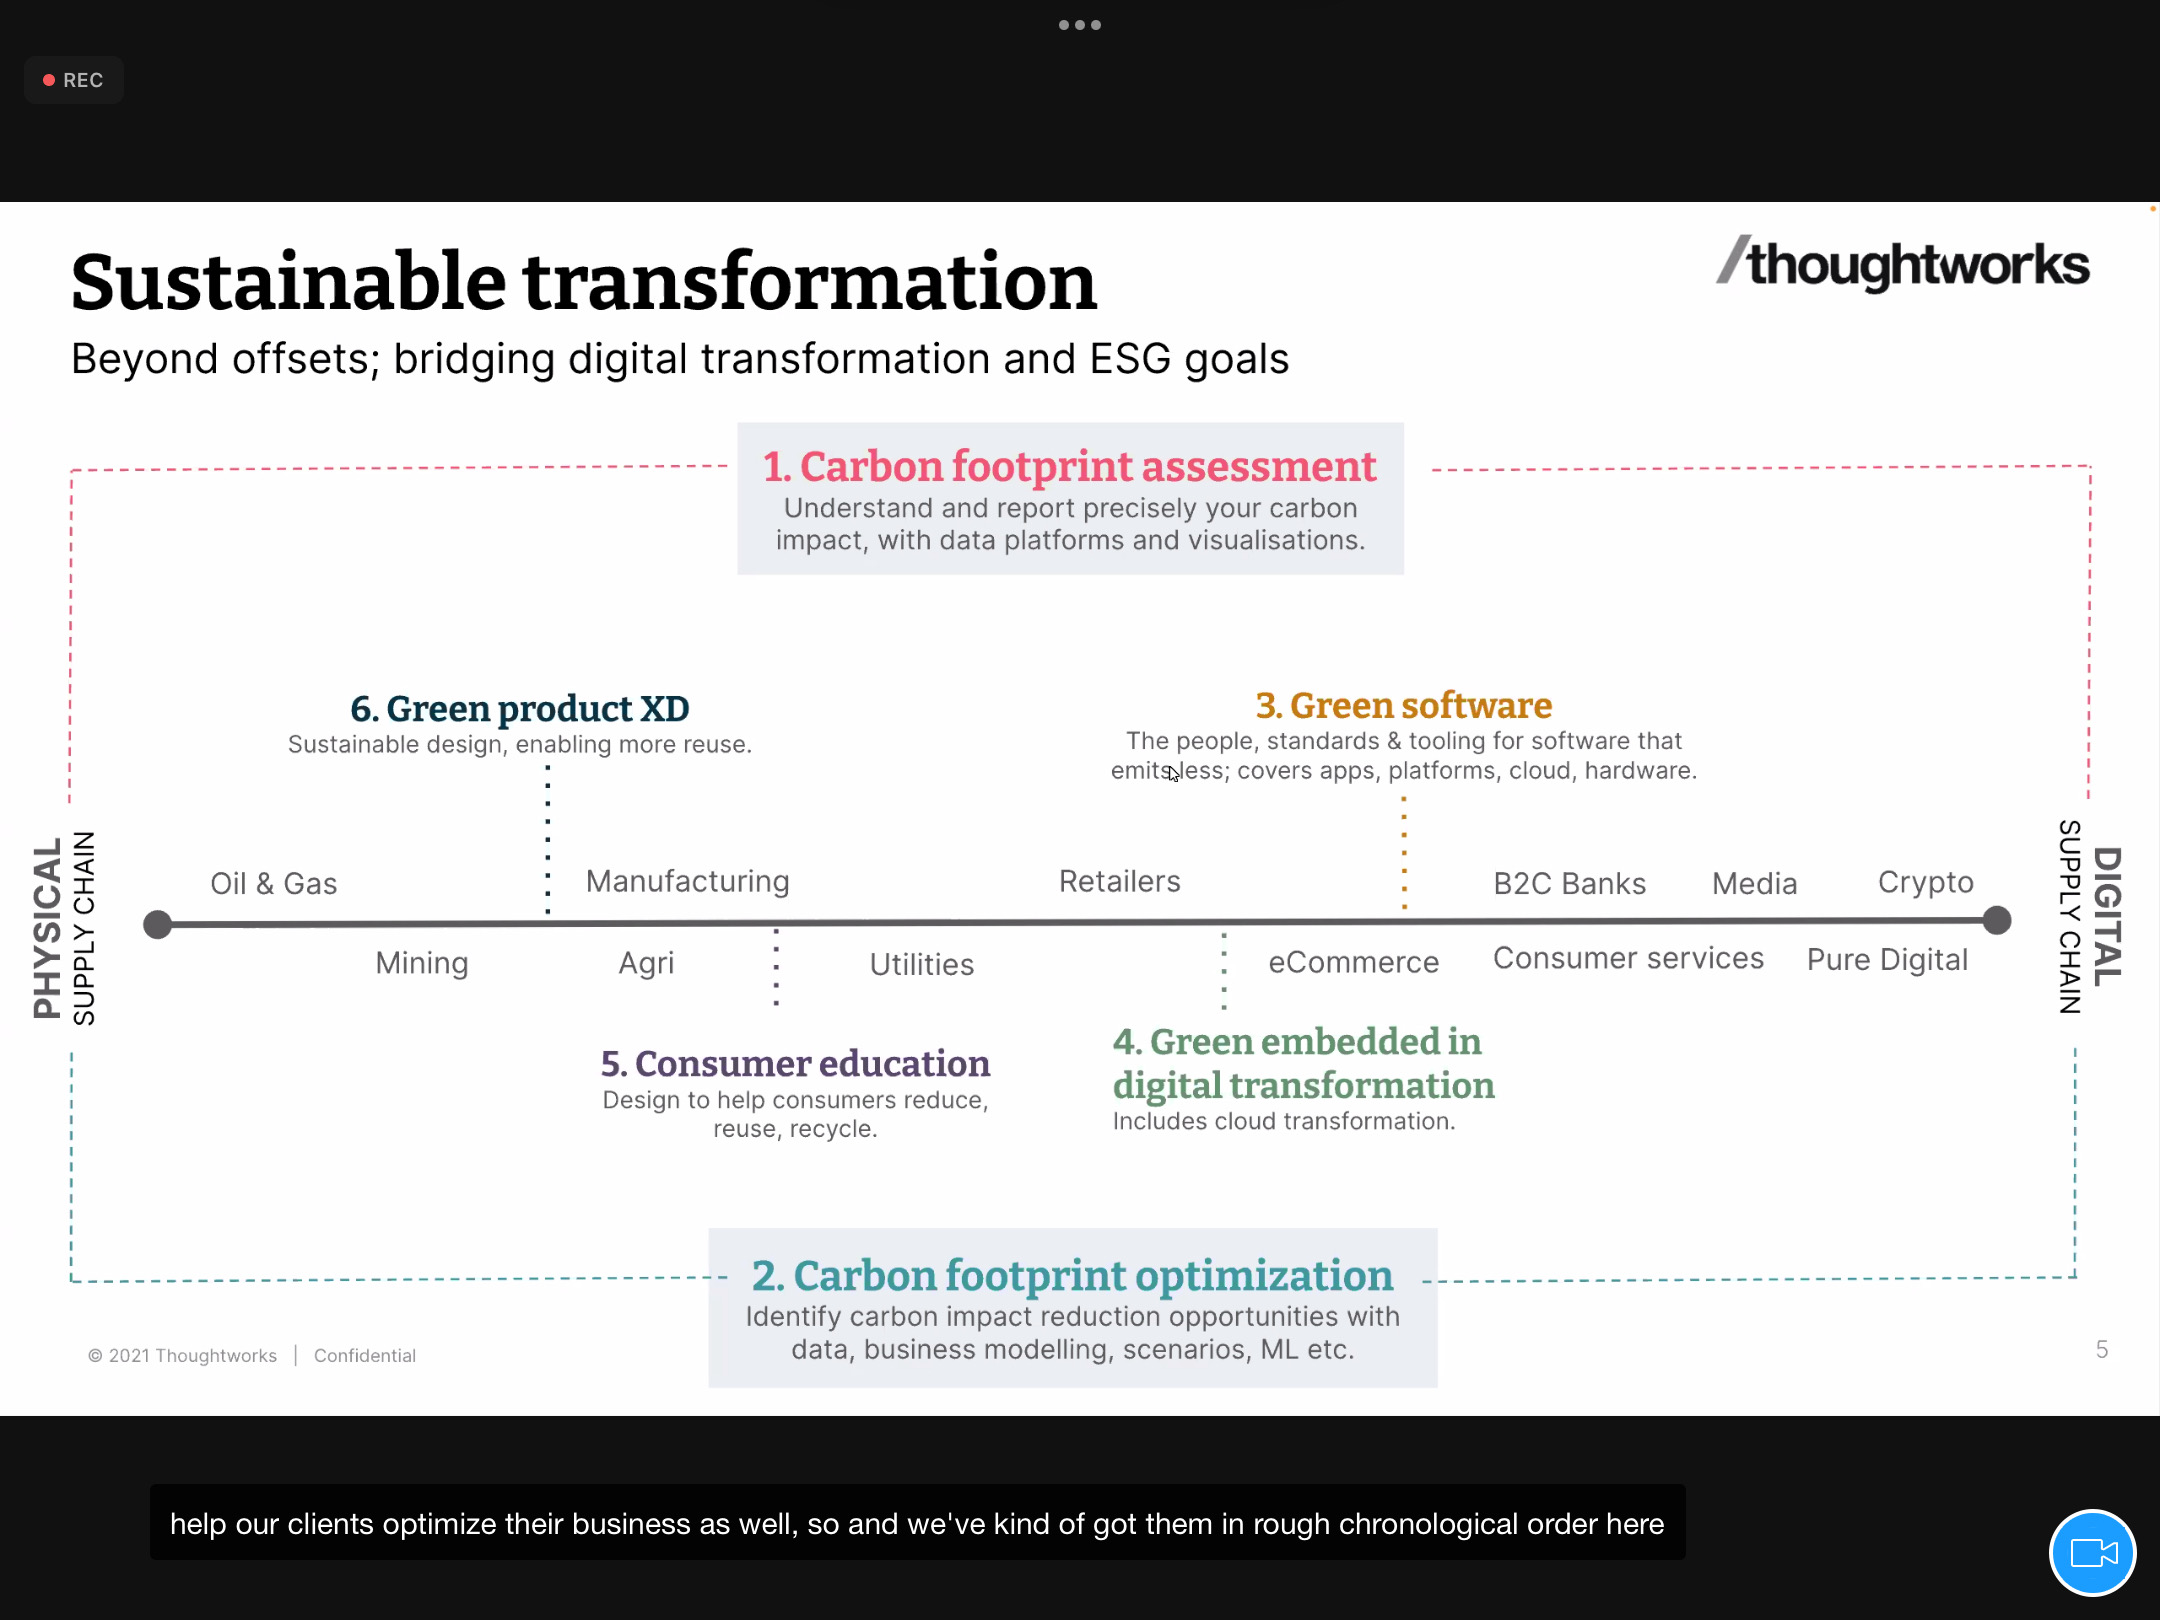 REC
Sustainable transformation
/thoughtworks
Beyond offsets; bridging digital transformation and ESG goals
1. Carbon footprint assessment
Understand and report precisely your carbon
impact, with data platforms and visualisations.
6. Green product XD
Sustainable design, enabling more reuse.
3. Green software
The people, standards & tooling for software that
emits less; covers apps, platforms, cloud, hardware.
PHYSICAL
SUPPLY CHAIN
Oil & Gas
Manufacturing
Retailers
B2C Banks
Media
Crypto
Mining
Agri
Utilities
eCommerce
Consumer services
Pure Digital
DIGITAL
SUPPLY CHAIN
5. Consumer education
Design to help consumers reduce,
reuse, recycle.
4. Green embedded in
digital transformation
Includes cloud transformation.
2. Carbon footprint optimization
Identify carbon impact reduction opportunities with
data, business modelling, scenarios, ML etc.
© 2021 Thoughtworks | Confidential
5
help our clients optimize their business as well, so and we've kind of got them in rough chronological order here